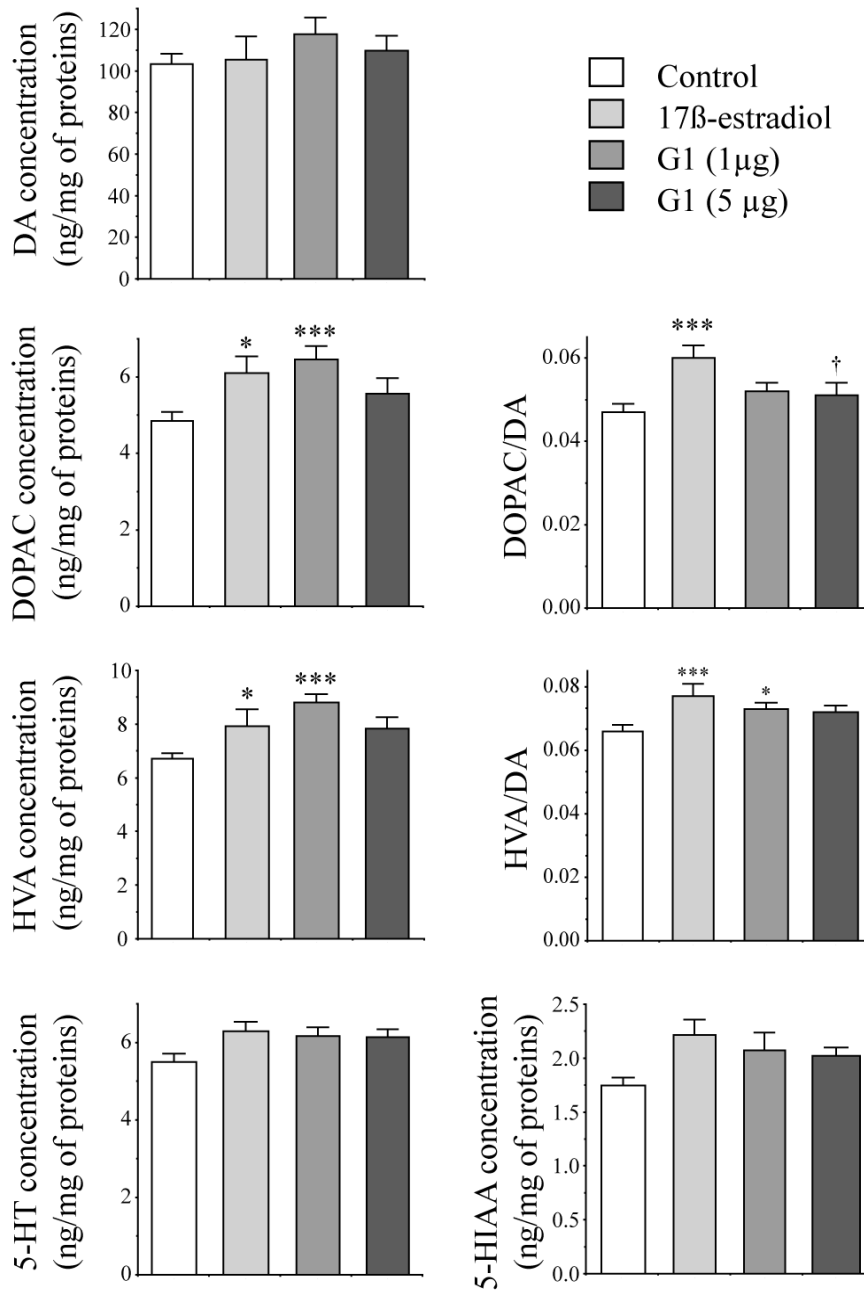 DA concentration
(ng/mg of proteins)
120
100
80
60
40
20
0
Control
17ß-estradiol
G1 (1µg)
G1 (5 µg)
DOPAC concentration
(ng/mg of proteins)
6
4
2
0
*
***
DOPAC/DA
0.06
0.04
0.02
0.00
***
†
HVA concentration
(ng/mg of proteins)
10
8
6
4
2
0
*
***
HVA/DA
0.08
0.06
0.08
0.02
0.00
***
*
5-HT concentration
(ng/mg of proteins)
6
4
2
0
5-HIAA concentration
(ng/mg of proteins)
2.5
2.0
1.5
1.0
0.5
0.0